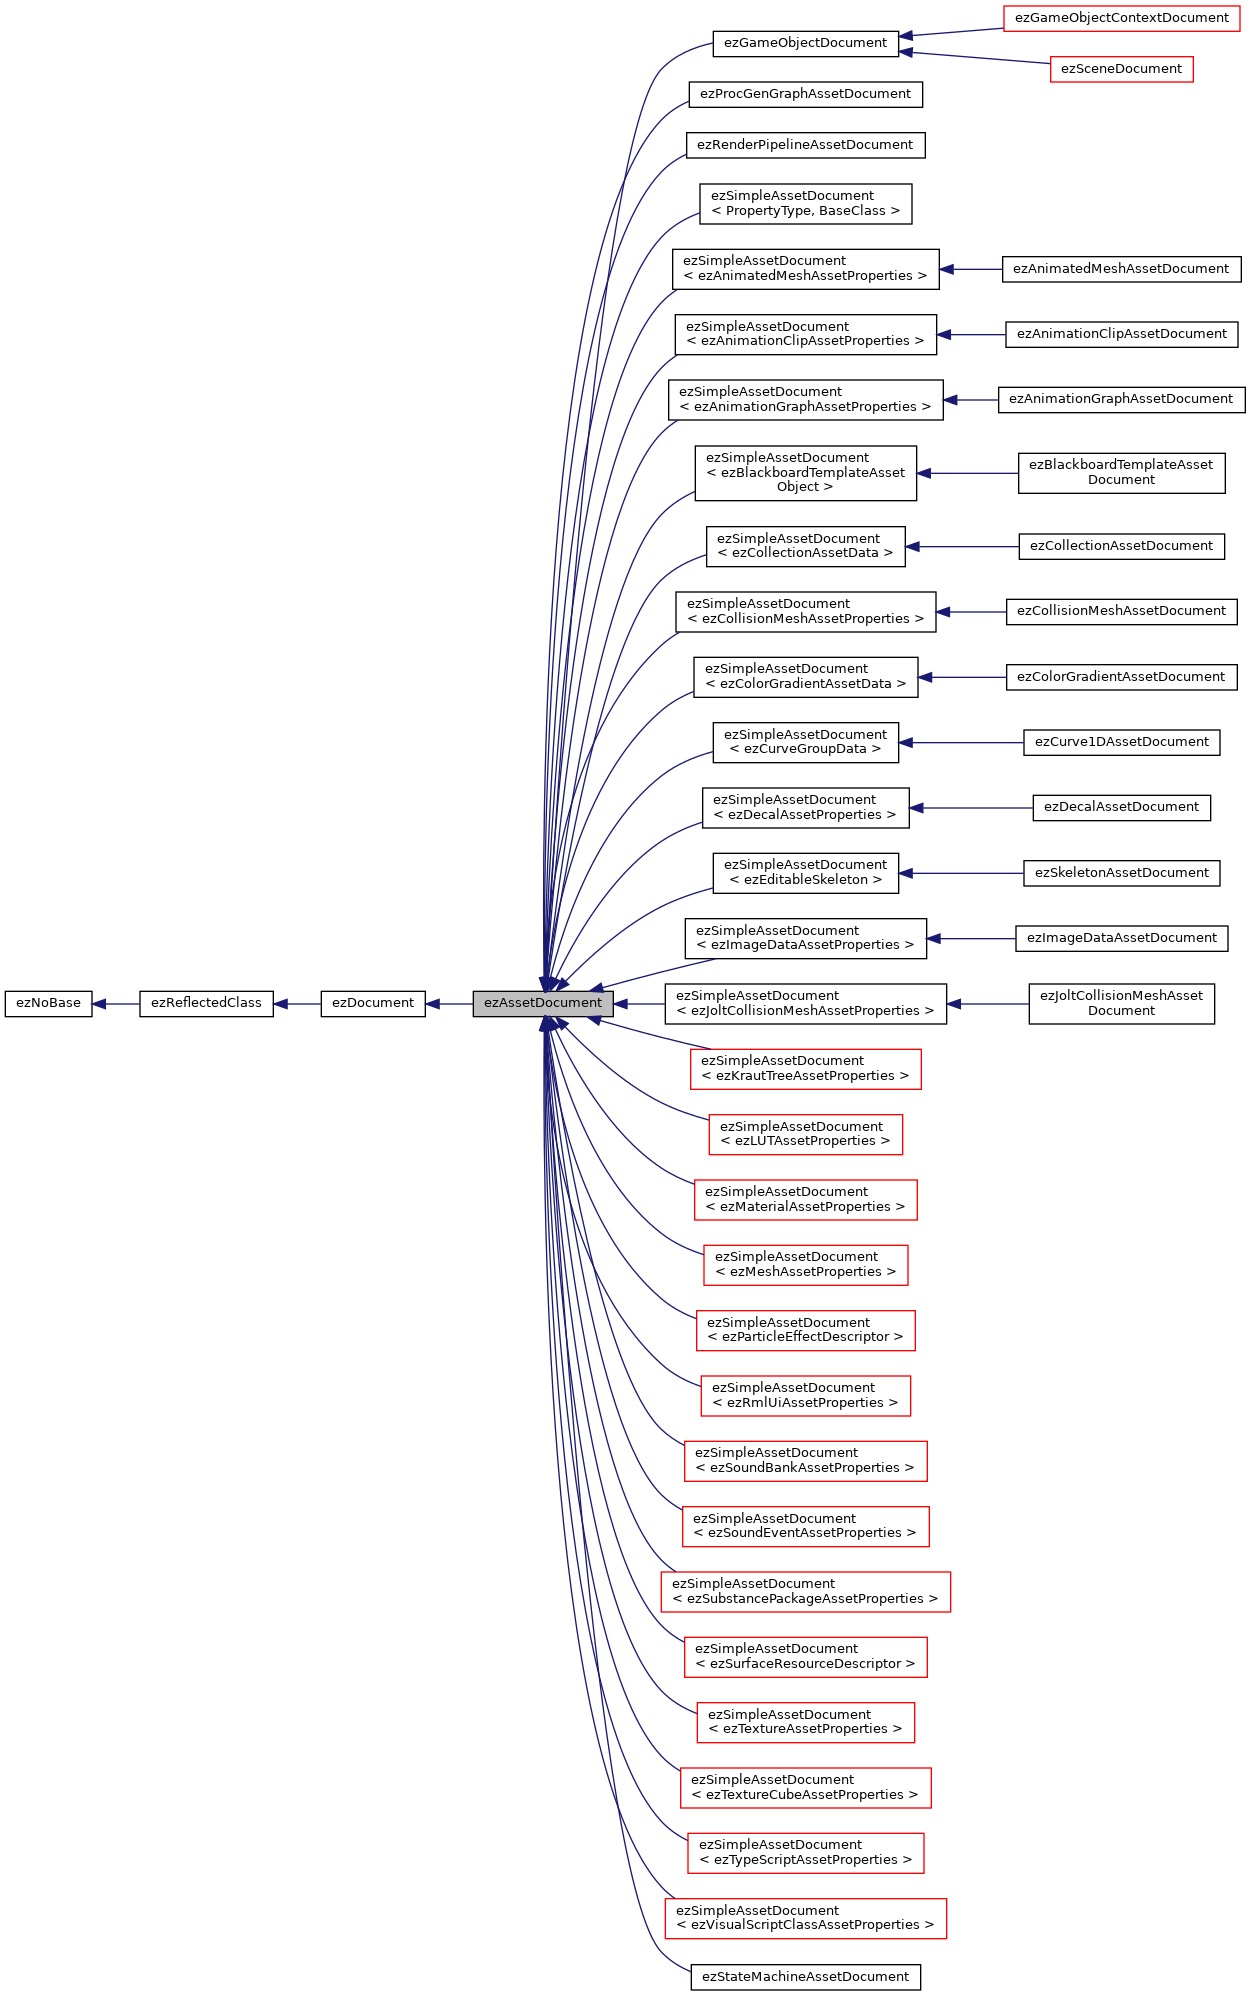 ezGameObjectContextDocument
ezGameObjectDocument
ezSceneDocument
ezProcGenGraphAssetDocument
ezRenderPipelineAssetDocument
ezSimpleAssetDocument
< PropertyType, BaseClass >
ezSimpleAssetDocument
< ezAnimatedMeshAssetProperties >
ezAnimatedMeshAssetDocument
ezSimpleAssetDocument
< ezAnimationClipAssetProperties >
ezAnimationClipAssetDocument
ezSimpleAssetDocument
< ezAnimationGraphAssetProperties >
ezAnimationGraphAssetDocument
ezSimpleAssetDocument
< ezBlackboardTemplateAsset
Object >
ezBlackboardTemplateAsset
Document
ezSimpleAssetDocument
< ezCollectionAssetData >
ezCollectionAssetDocument
ezSimpleAssetDocument
< ezCollisionMeshAssetProperties >
ezCollisionMeshAssetDocument
ezSimpleAssetDocument
< ezColorGradientAssetData >
ezColorGradientAssetDocument
ezSimpleAssetDocument
< ezCurveGroupData >
ezCurve1DAssetDocument
ezSimpleAssetDocument
< ezDecalAssetProperties >
ezDecalAssetDocument
ezSimpleAssetDocument
< ezEditableSkeleton >
ezSkeletonAssetDocument
ezSimpleAssetDocument
< ezImageDataAssetProperties >
ezImageDataAssetDocument
ezNoBase
ezReflectedClass
ezDocument
ezAssetDocument
ezSimpleAssetDocument
< ezJoltCollisionMeshAssetProperties >
ezJoltCollisionMeshAsset
Document
ezSimpleAssetDocument
< ezKrautTreeAssetProperties >
ezSimpleAssetDocument
< ezLUTAssetProperties >
ezSimpleAssetDocument
< ezMaterialAssetProperties >
ezSimpleAssetDocument
< ezMeshAssetProperties >
ezSimpleAssetDocument
< ezParticleEffectDescriptor >
ezSimpleAssetDocument
< ezRmlUiAssetProperties >
ezSimpleAssetDocument
< ezSoundBankAssetProperties >
ezSimpleAssetDocument
< ezSoundEventAssetProperties >
ezSimpleAssetDocument
< ezSubstancePackageAssetProperties >
ezSimpleAssetDocument
< ezSurfaceResourceDescriptor >
ezSimpleAssetDocument
< ezTextureAssetProperties >
ezSimpleAssetDocument
< ezTextureCubeAssetProperties >
ezSimpleAssetDocument
< ezTypeScriptAssetProperties >
ezSimpleAssetDocument
< ezVisualScriptClassAssetProperties >
ezStateMachineAssetDocument